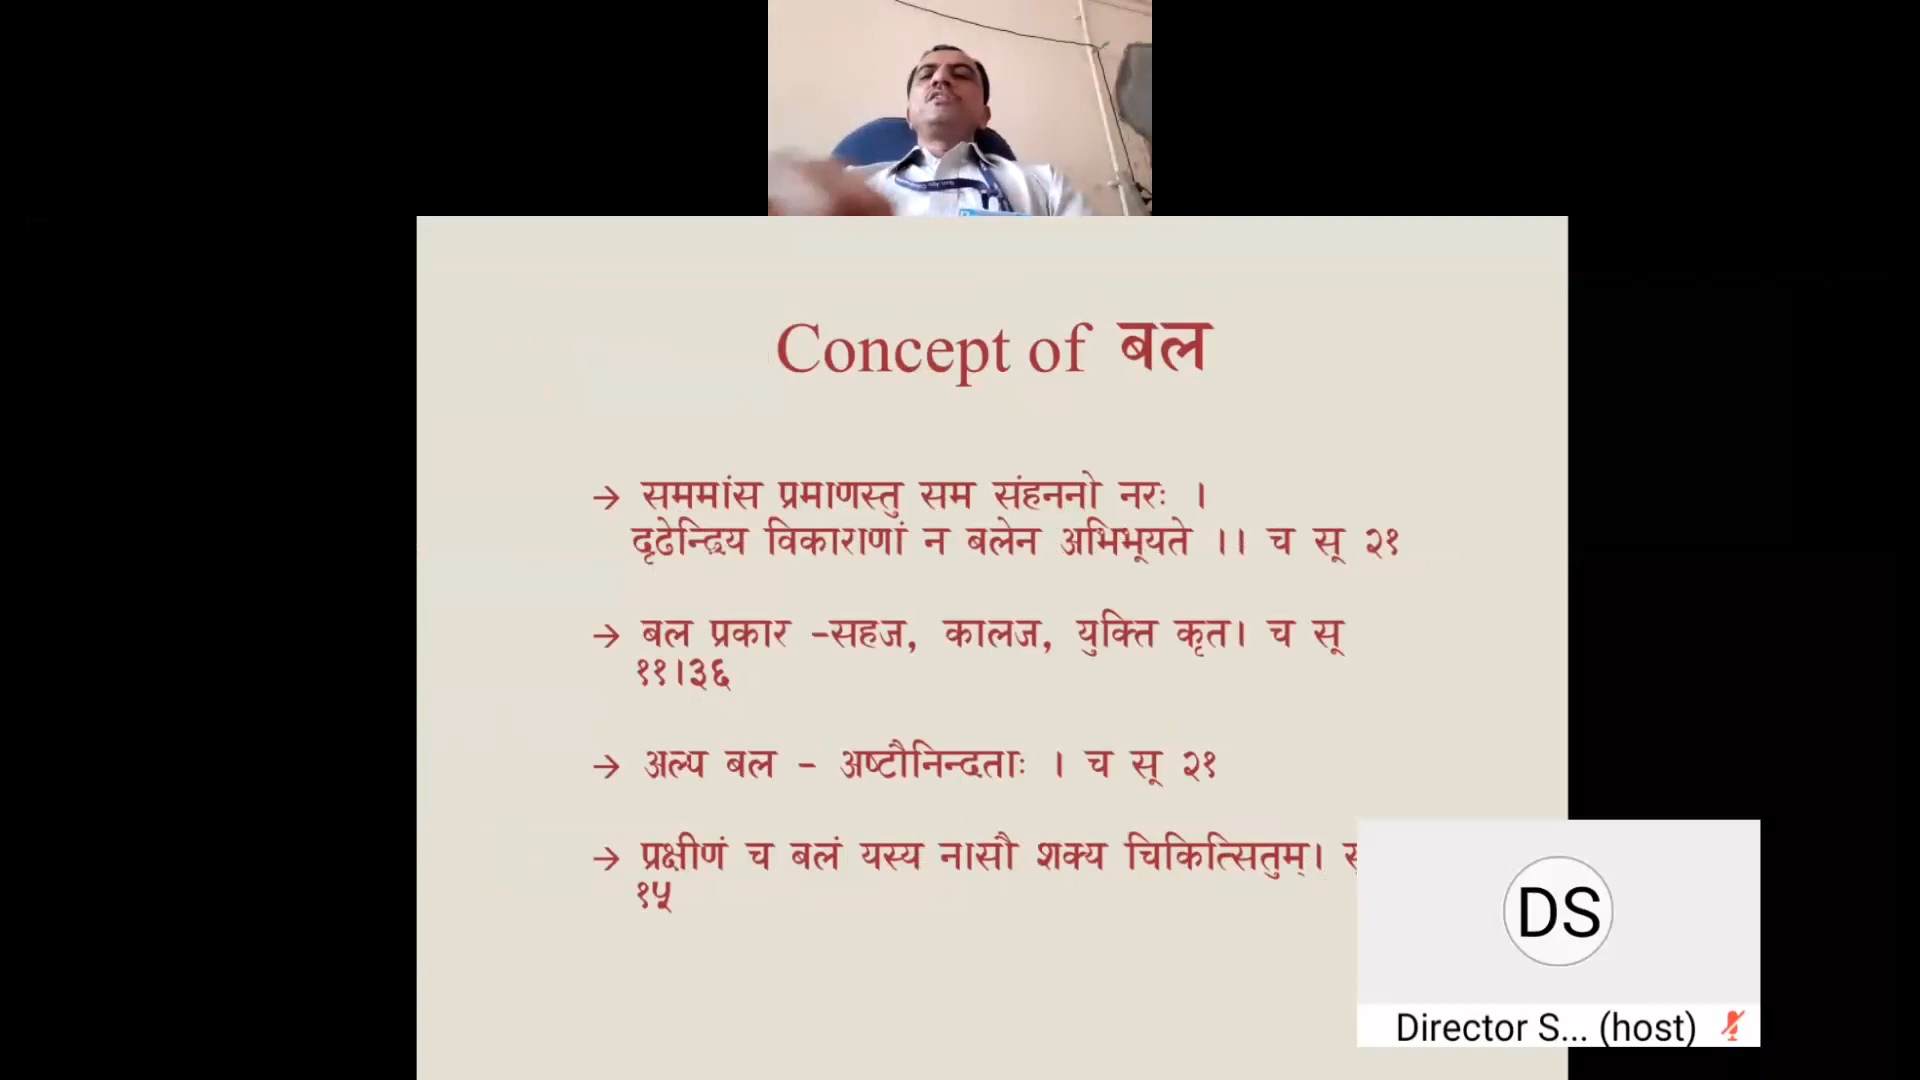 Concept of बल
→ सममांस प्रमाणस्तु सम संहननो नरः ।
दृढेन्द्रिय विकाराणां न बलेन अभिभूयते ।। च सू २१
→ बल प्रकार -सहज, कालज, युक्ति कृत। च सू
११।३६
→ अल्प बल - अष्टौनिन्दताः । च सू २१
→ प्रक्षीणं च बलं यस्य नासौ शक्य चिकित्सितुम्।
१५
DS
Director S... (host)